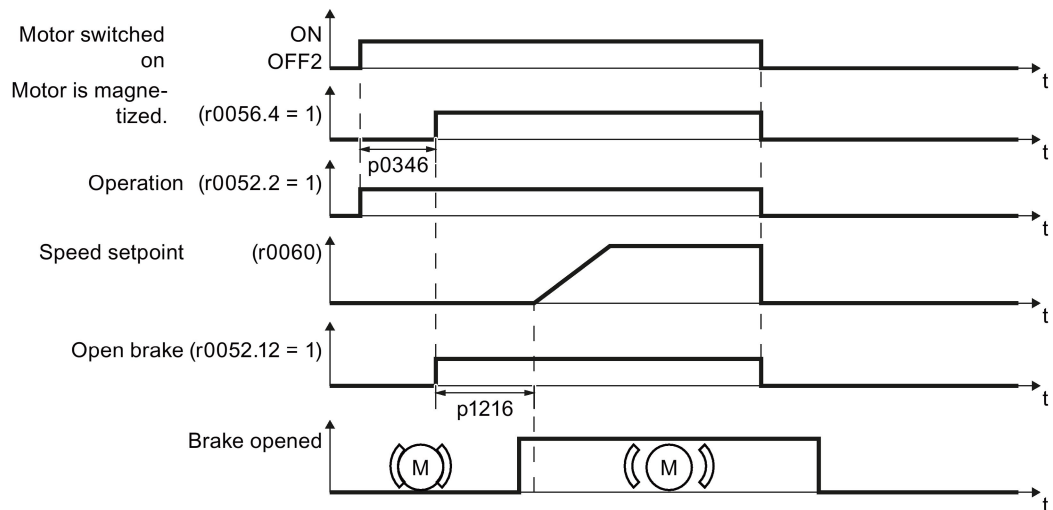 Motor switched on
ON
OFF2
t
Motor is magne-
tized.
(r0056.4 = 1)
t
p0346
Operation (r0052.2 = 1)
t
Speed setpoint (r0060)
t
Open brake (r0052.12 = 1)
t
p1216
Brake opened
M
M
t